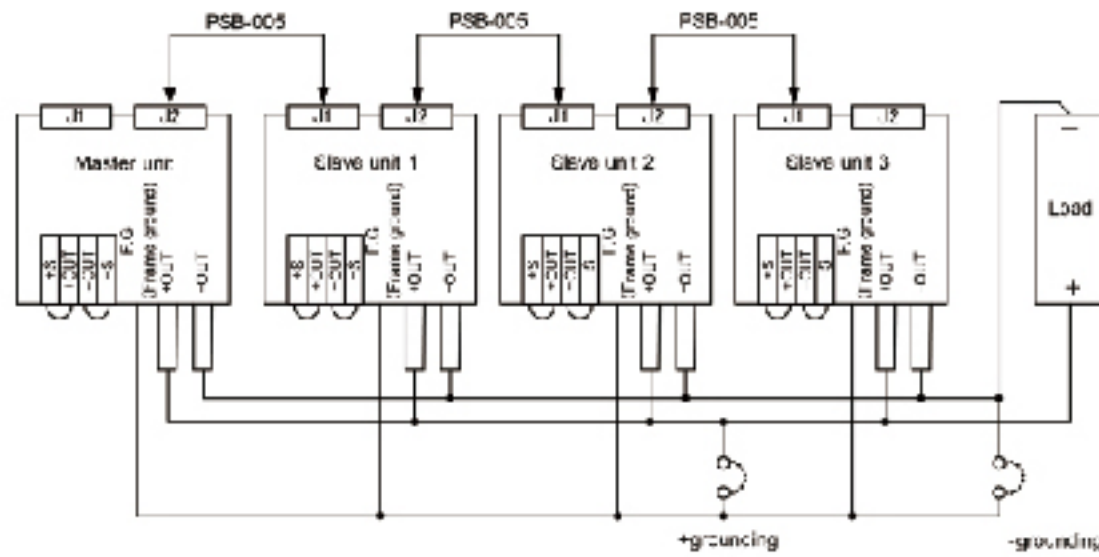 PSB-005 PSB-005 PSB-005
J1 J2 J1 J2 J1 J2 J1 J2
Master unit Slave unit 1 Slave unit 2 Slave unit 3
−
Load
+
+S +OUT −OUT −S F.G (Frame ground) +OUT −OUT
+S +OUT −OUT −S F.G (Frame ground) +OUT −OUT
+S +OUT −OUT -S F.G (Frame ground) +OUT −OUT
+S +OUT −OUT -S F.G (Frame ground) +OUT −OUT
+grounding
-grounding